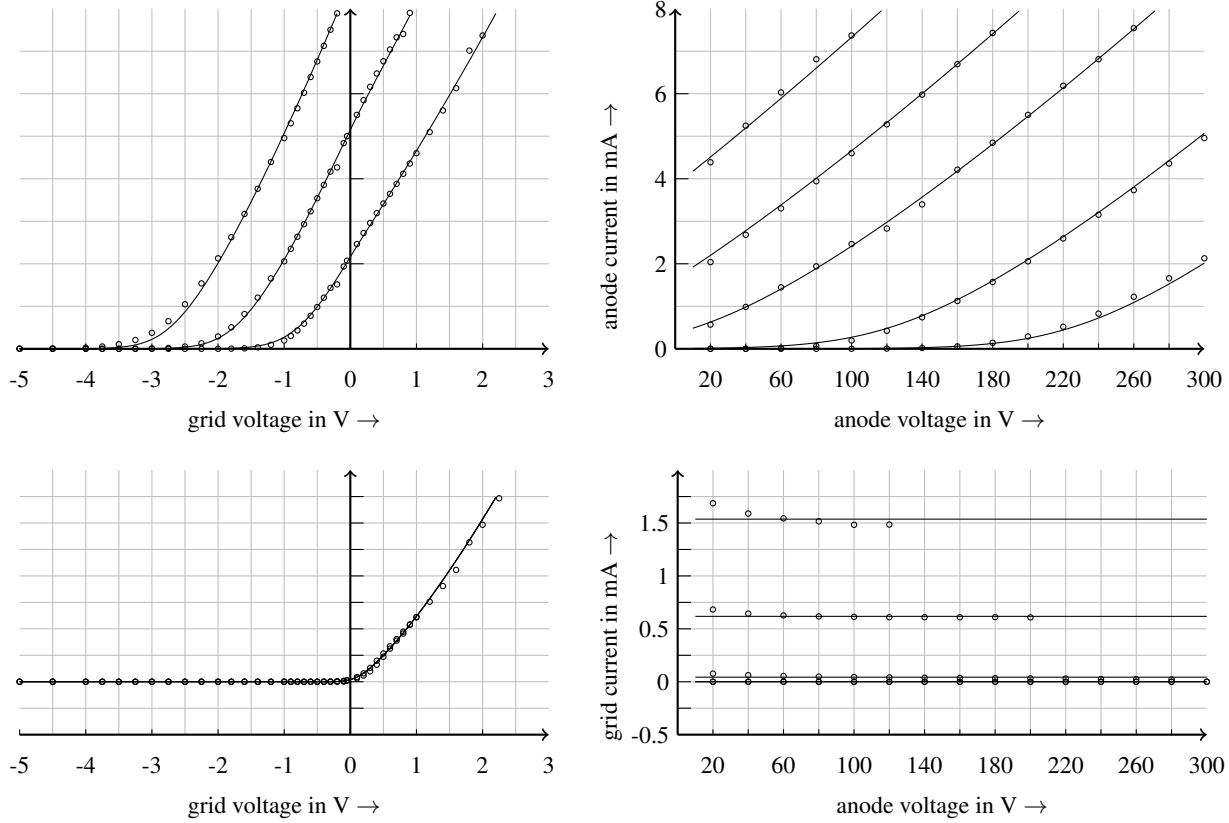 8
6
4
2
0
anode current in mA →
-5 -4 -3 -2 -1 0 1 2 3
grid voltage in V →
20 60 100 140 180 220 260 300
anode voltage in V →
1.5
1
0.5
0
-0.5
grid current in mA →
-5 -4 -3 -2 -1 0 1 2 3
grid voltage in V →
20 60 100 140 180 220 260 300
anode voltage in V →